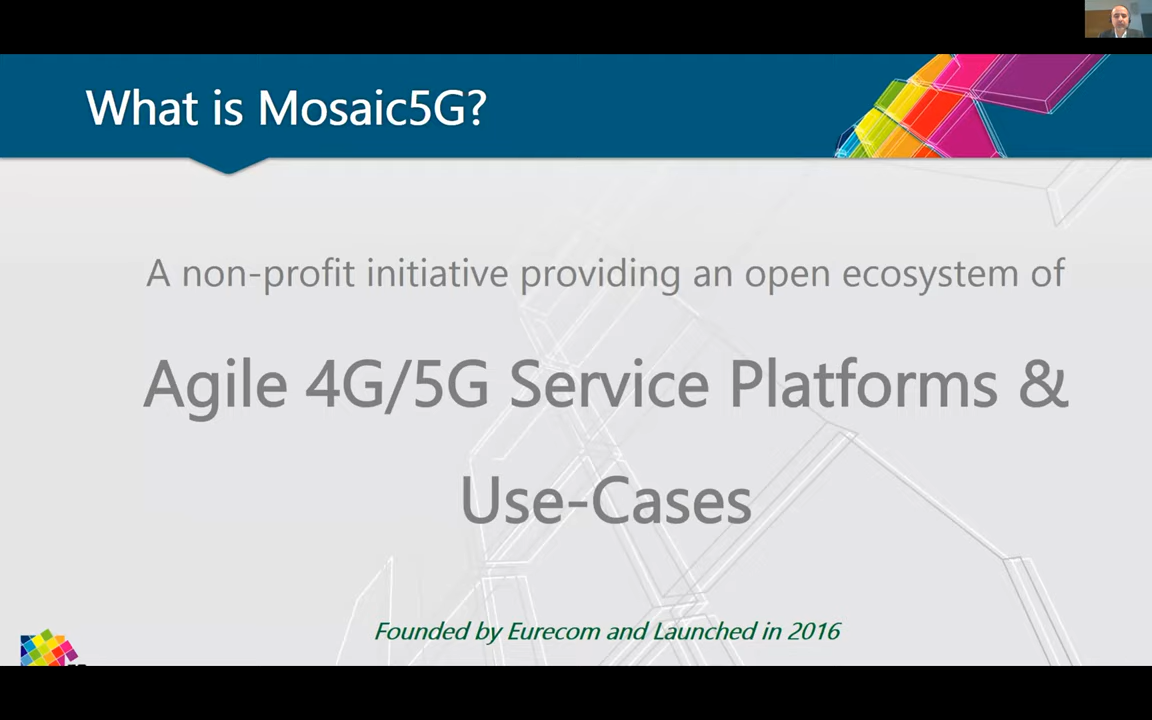 What is Mosaic5G?
A non-profit initiative providing an open ecosystem of
Agile 4G/5G Service Platforms &
Use-Cases
Founded by Eurecom and Launched in 2016